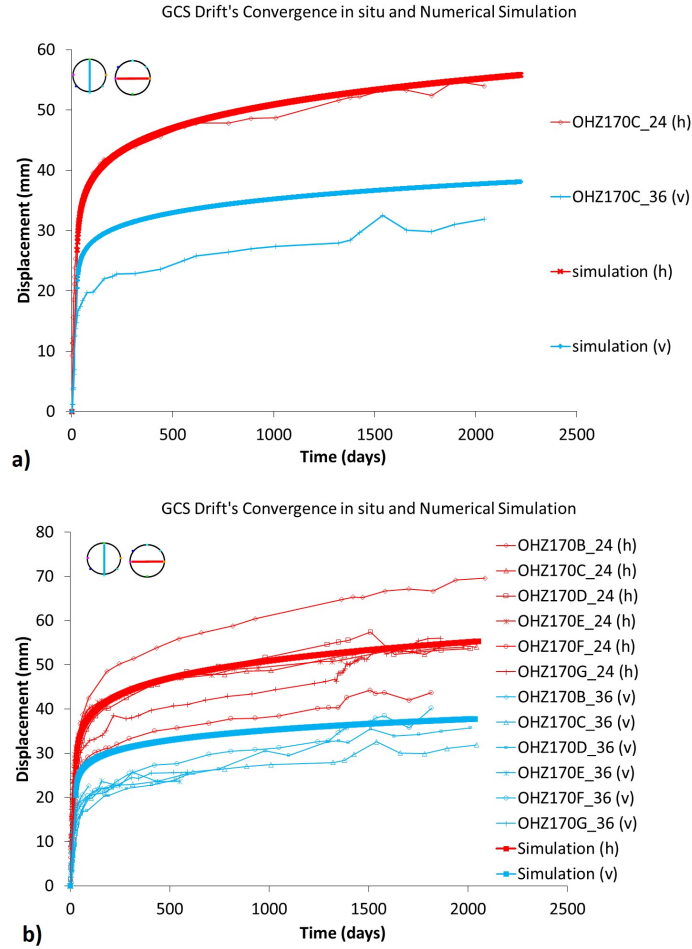 GCS Drift's Convergence in situ and Numerical Simulation
60
50
40
30
20
10
0
Displacement (mm)
OHZ170C_24 (h)
OHZ170C_36 (v)
simulation (h)
simulation (v)
0 500 1000 1500 2000 2500
Time (days)
a)
GCS Drift's Convergence in situ and Numerical Simulation
80
70
60
50
40
30
20
10
0
Displacement (mm)
OHZ170B_24 (h)
OHZ170C_24 (h)
OHZ170D_24 (h)
OHZ170E_24 (h)
OHZ170F_24 (h)
OHZ170G_24 (h)
OHZ170B_36 (v)
OHZ170C_36 (v)
OHZ170D_36 (v)
OHZ170E_36 (v)
OHZ170F_36 (v)
OHZ170G_36 (v)
Simulation (h)
Simulation (v)
0 500 1000 1500 2000 2500
Time (days)
b)